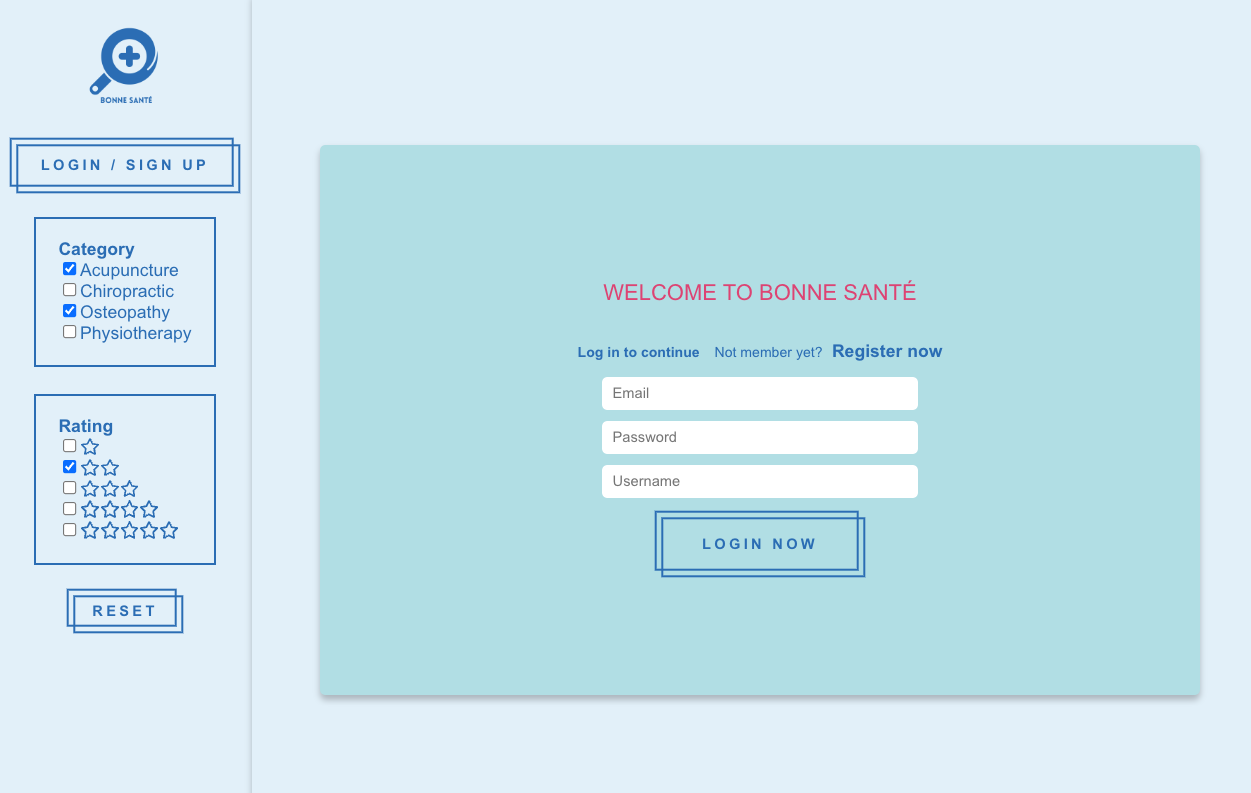 BONNE SANTÉ
LOGIN / SIGN UP
Category
Acupuncture
Chiropractic
Osteopathy
Physiotherapy
Rating
RESET
WELCOME TO BONNE SANTÉ
Log in to continue Not member yet? Register now
Email
Password
Username
LOGIN NOW